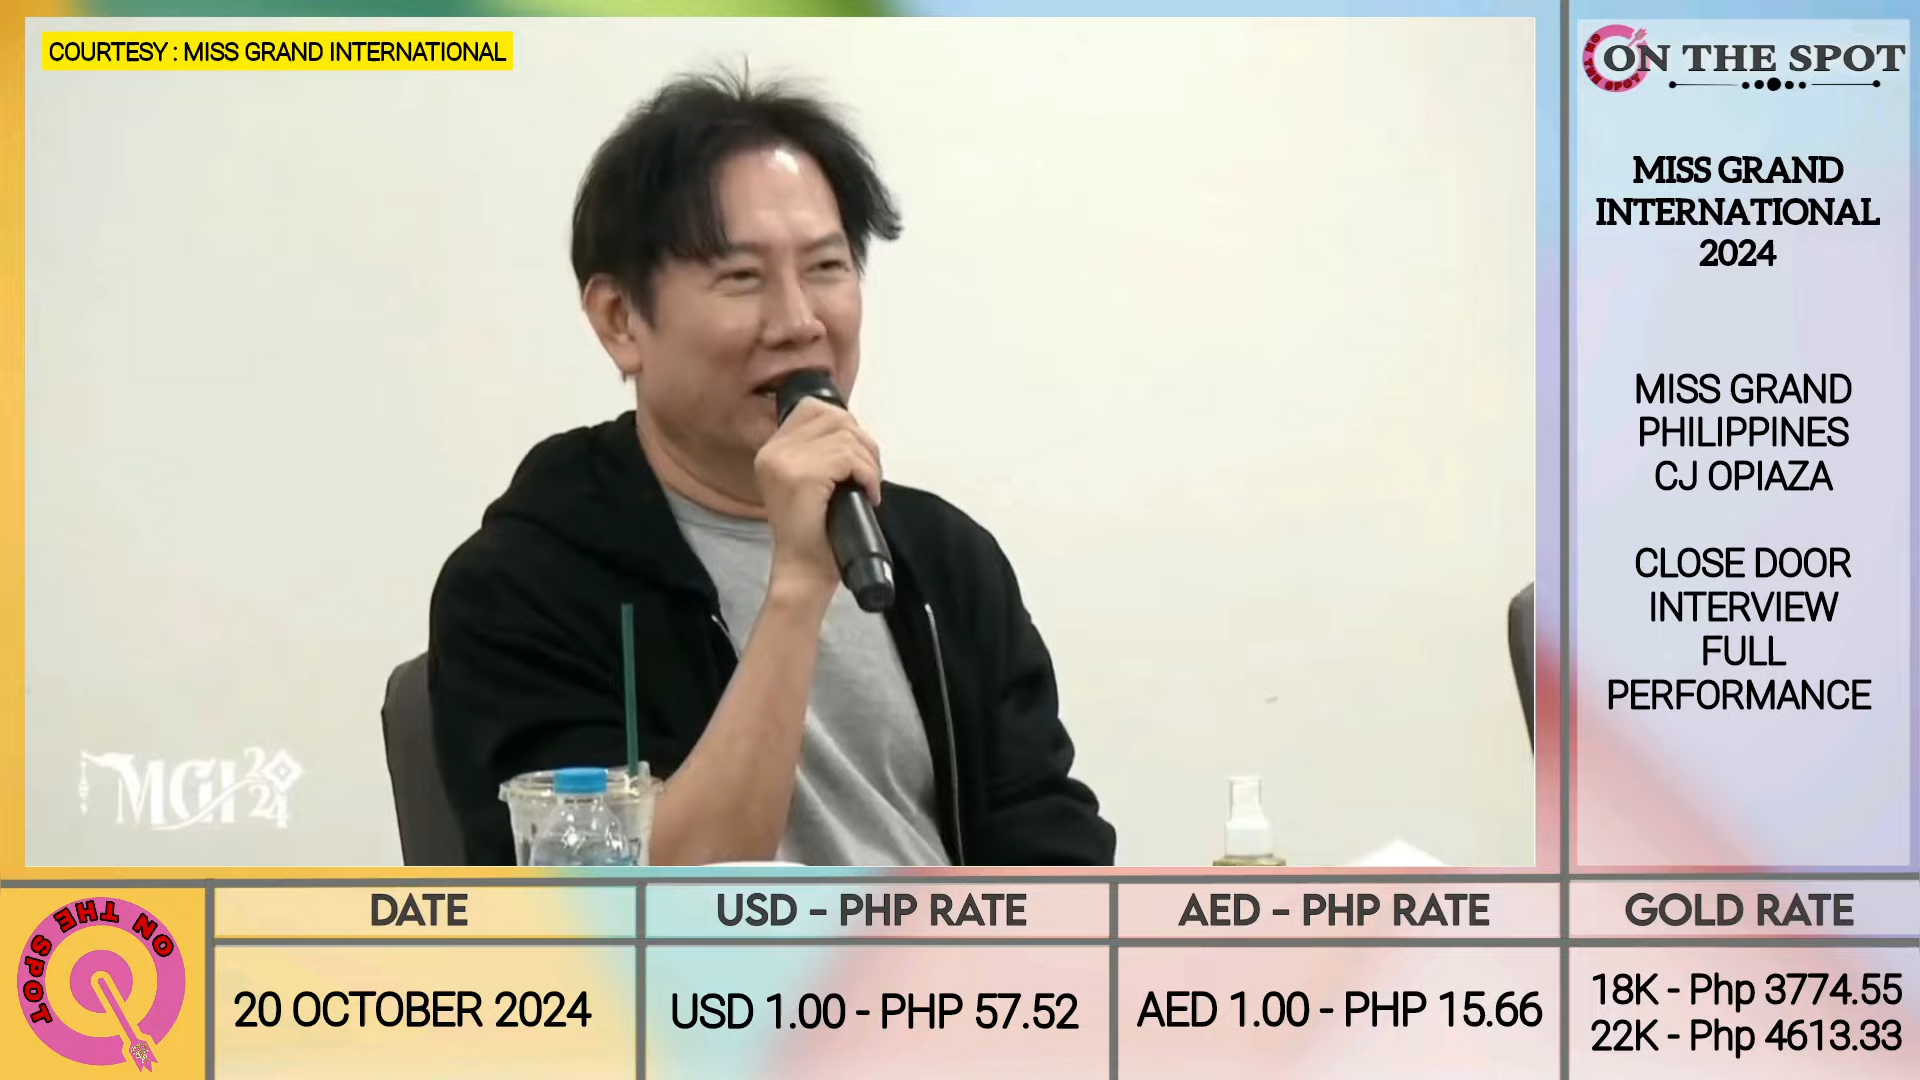 COURTESY : MISS GRAND INTERNATIONAL
MGI 2024
ON THE SPOT
ON THE SPOT
MISS GRAND
INTERNATIONAL
2024
MISS GRAND
PHILIPPINES
CJ OPIAZA
CLOSE DOOR
INTERVIEW
FULL
PERFORMANCE
ON THE SPOT
DATE
USD - PHP RATE
AED - PHP RATE
GOLD RATE
20 OCTOBER 2024
USD 1.00 - PHP 57.52
AED 1.00 - PHP 15.66
18K - Php 3774.55
22K - Php 4613.33